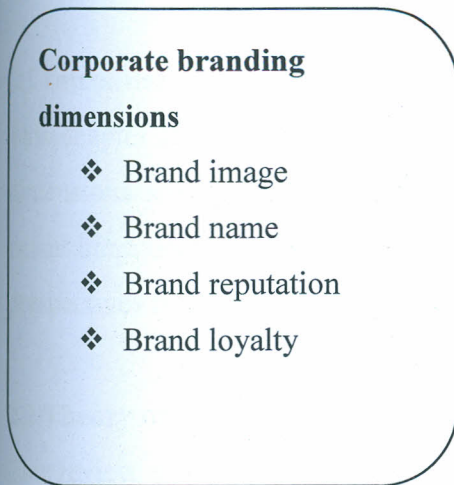 Corporate branding
dimensions
❖ Brand image
❖ Brand name
❖ Brand reputation
❖ Brand loyalty